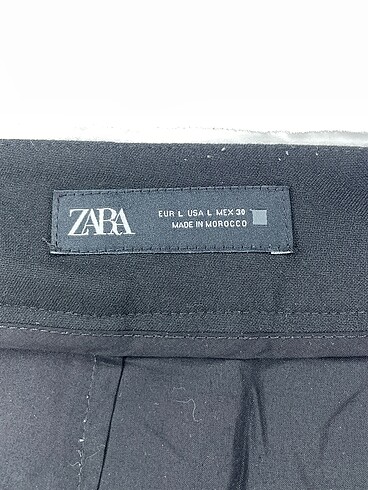 ZARA
EUR L USA L MEX 30
MADE IN MOROCCO